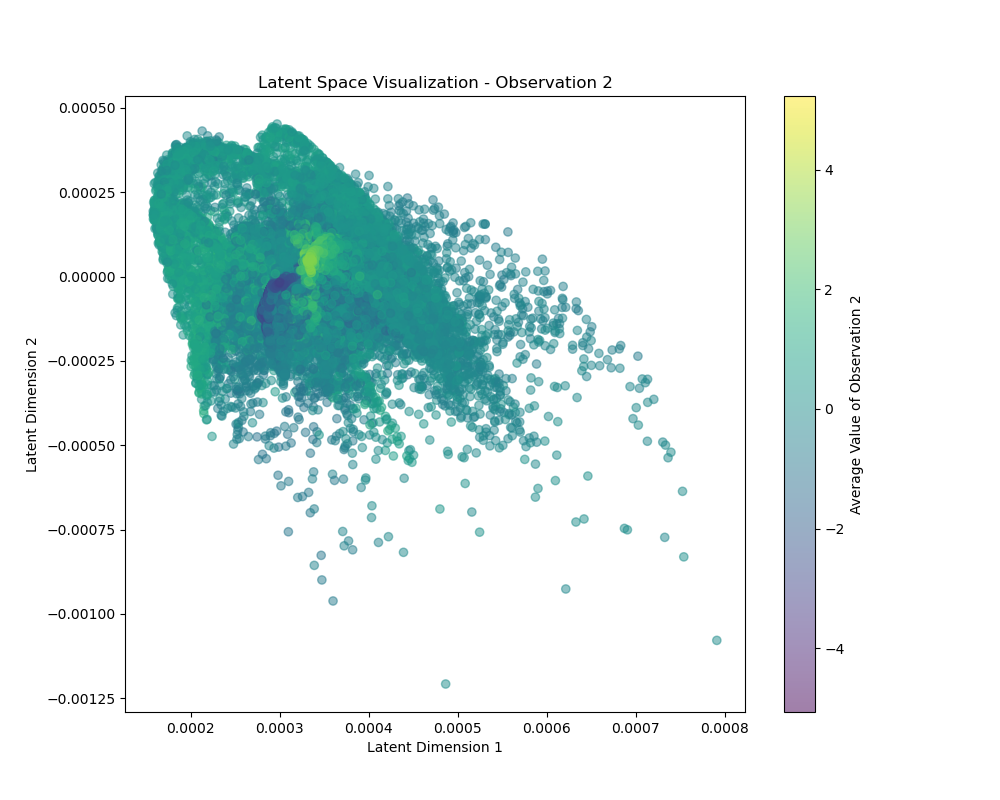 Latent Space Visualization - Observation 2
0.00050
0.00025
0.00000
−0.00025
−0.00050
−0.00075
−0.00100
−0.00125
Latent Dimension 2
0.0002 0.0003 0.0004 0.0005 0.0006 0.0007 0.0008
Latent Dimension 1
4
2
0
−2
−4
Average Value of Observation 2